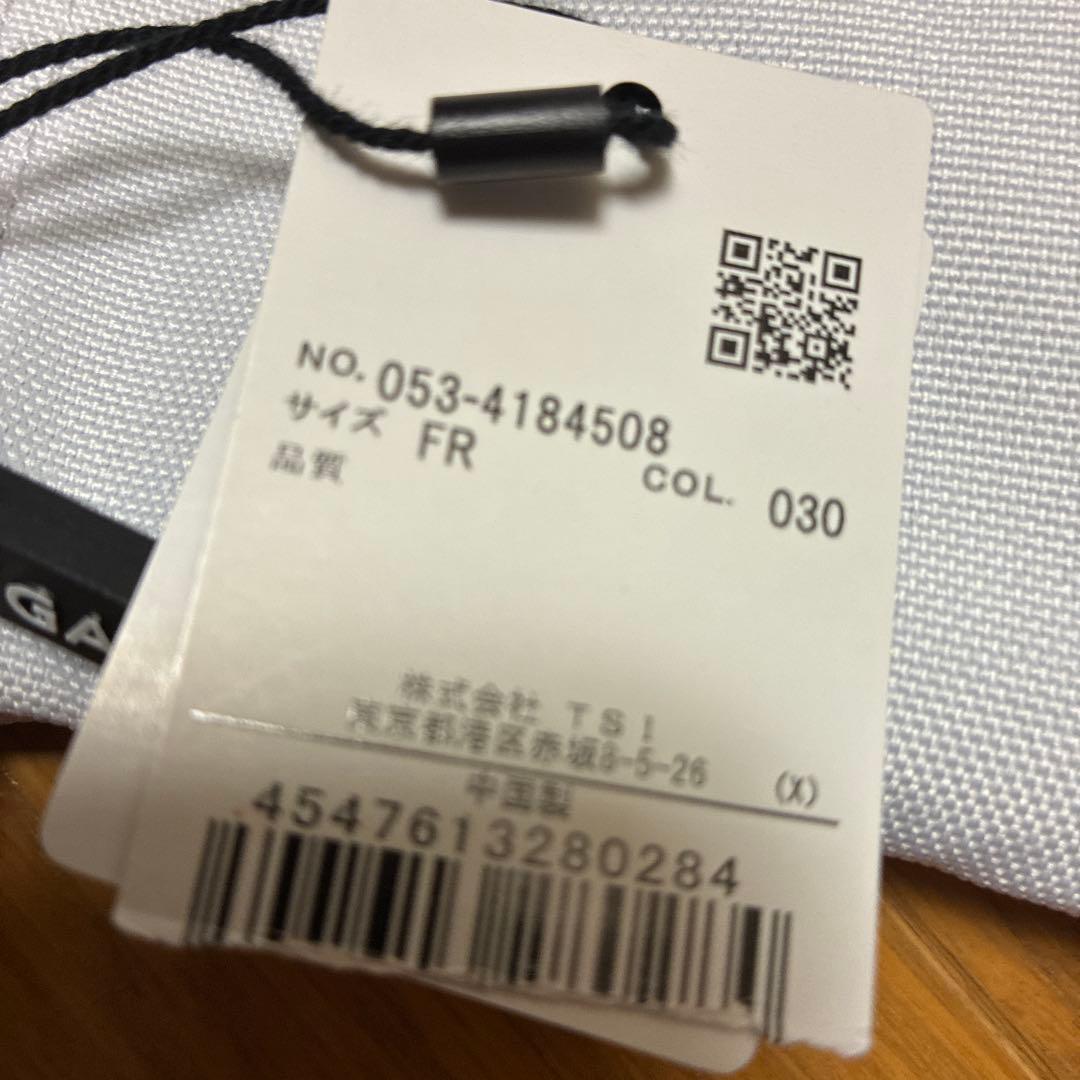 NO. 053-4184508
サイズ FR
品質 COL. 030
株式会社 TSI
東京都港区赤坂8-5-26 (X)
中国製
4547613280284
GA